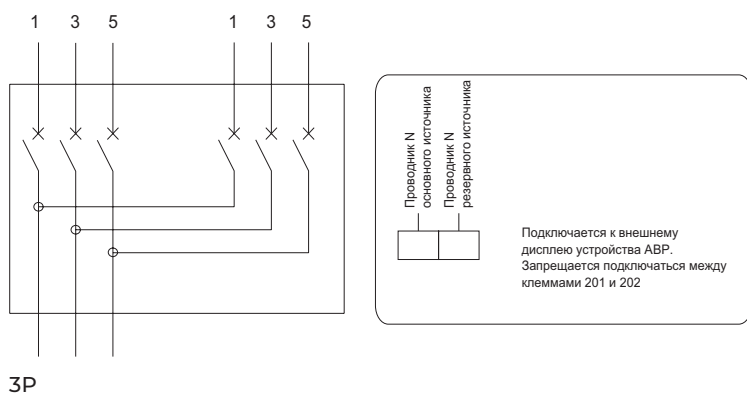 1 3 5 1 3 5
Проводник N
основного источника
Проводник N
резервного источника
Подключается к внешнему
дисплею устройства АВР.
Запрещается подключаться между
клеммами 201 и 202
3P